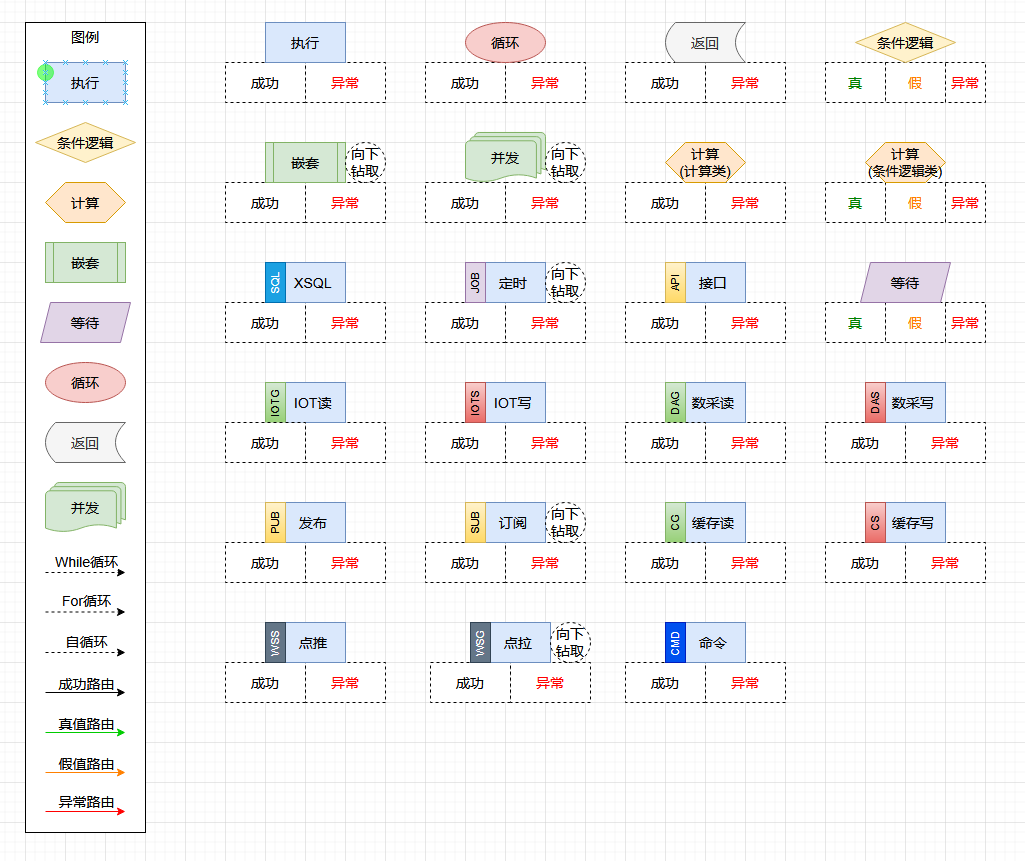 图例
执行
条件逻辑
计算
嵌套
等待
循环
返回
并发
While循环
For循环
自循环
成功路由
真值路由
假值路由
异常路由
执行
成功
异常
循环
成功
异常
返回
成功
异常
条件逻辑
真
假
异常
嵌套
向下
钻取
成功
异常
并发
向下
钻取
成功
异常
计算
(计算类)
成功
异常
计算
(条件逻辑类)
真
假
异常
SQL
XSQL
成功
异常
JOB
定时
向下
钻取
成功
异常
API
接口
成功
异常
等待
真
假
异常
IOTG
IOT读
成功
异常
IOTS
IOT写
成功
异常
DAG
数采读
成功
异常
DAS
数采写
成功
异常
PUB
发布
成功
异常
SUB
订阅
向下
钻取
成功
异常
CG
缓存读
成功
异常
CS
缓存写
成功
异常
WSS
点推
成功
异常
WSG
点拉
向下
钻取
成功
异常
CMD
命令
成功
异常